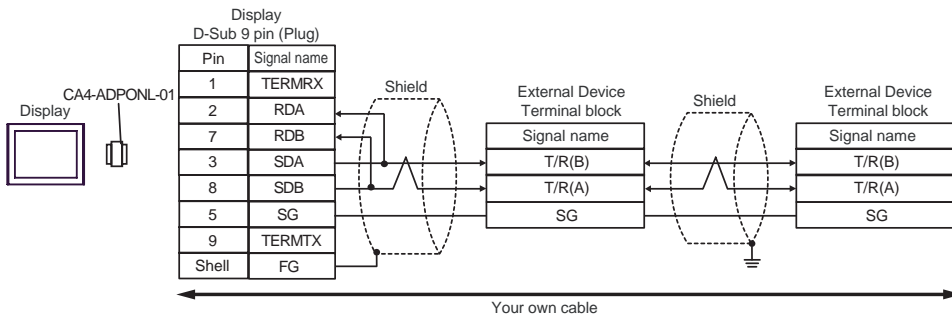 Display
D-Sub 9 pin (Plug)
Pin Signal name
1 TERMRX
2 RDA
7 RDB
3 SDA
8 SDB
5 SG
9 TERMTX
Shell FG
CA4-ADPONL-01
Display
Shield
External Device
Terminal block
Signal name
T/R(B)
T/R(A)
SG
Shield
External Device
Terminal block
Signal name
T/R(B)
T/R(A)
SG
Your own cable